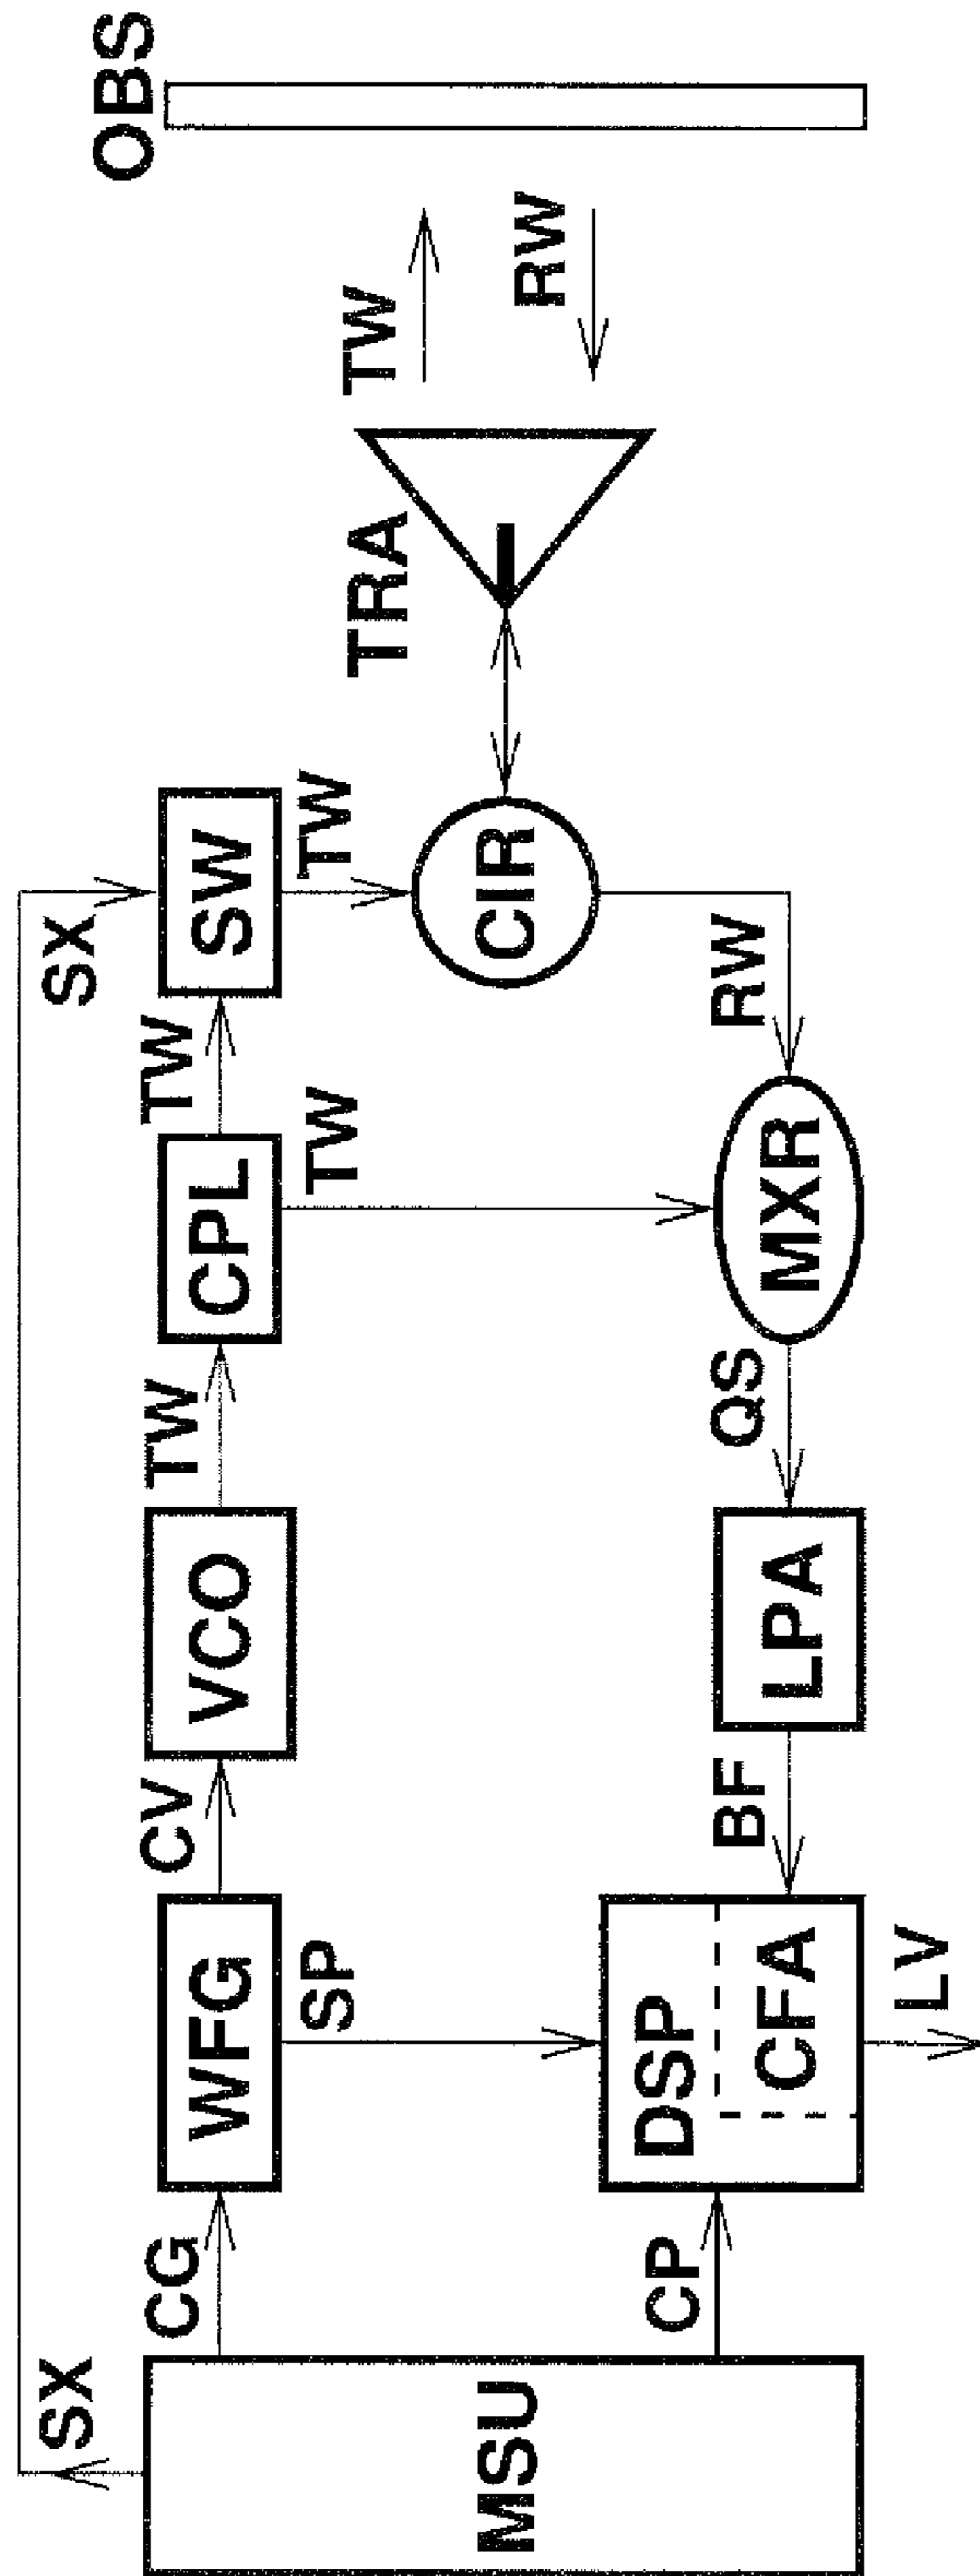 SX
SX
MSU
CG
WFG
CV
VCO
TW
CPL
TW
SW
SP
TW
TW
CIR
TRA
TW
RW
OBS
CP
DSP
CFA
BF
LPA
QS
MXR
RW
LV